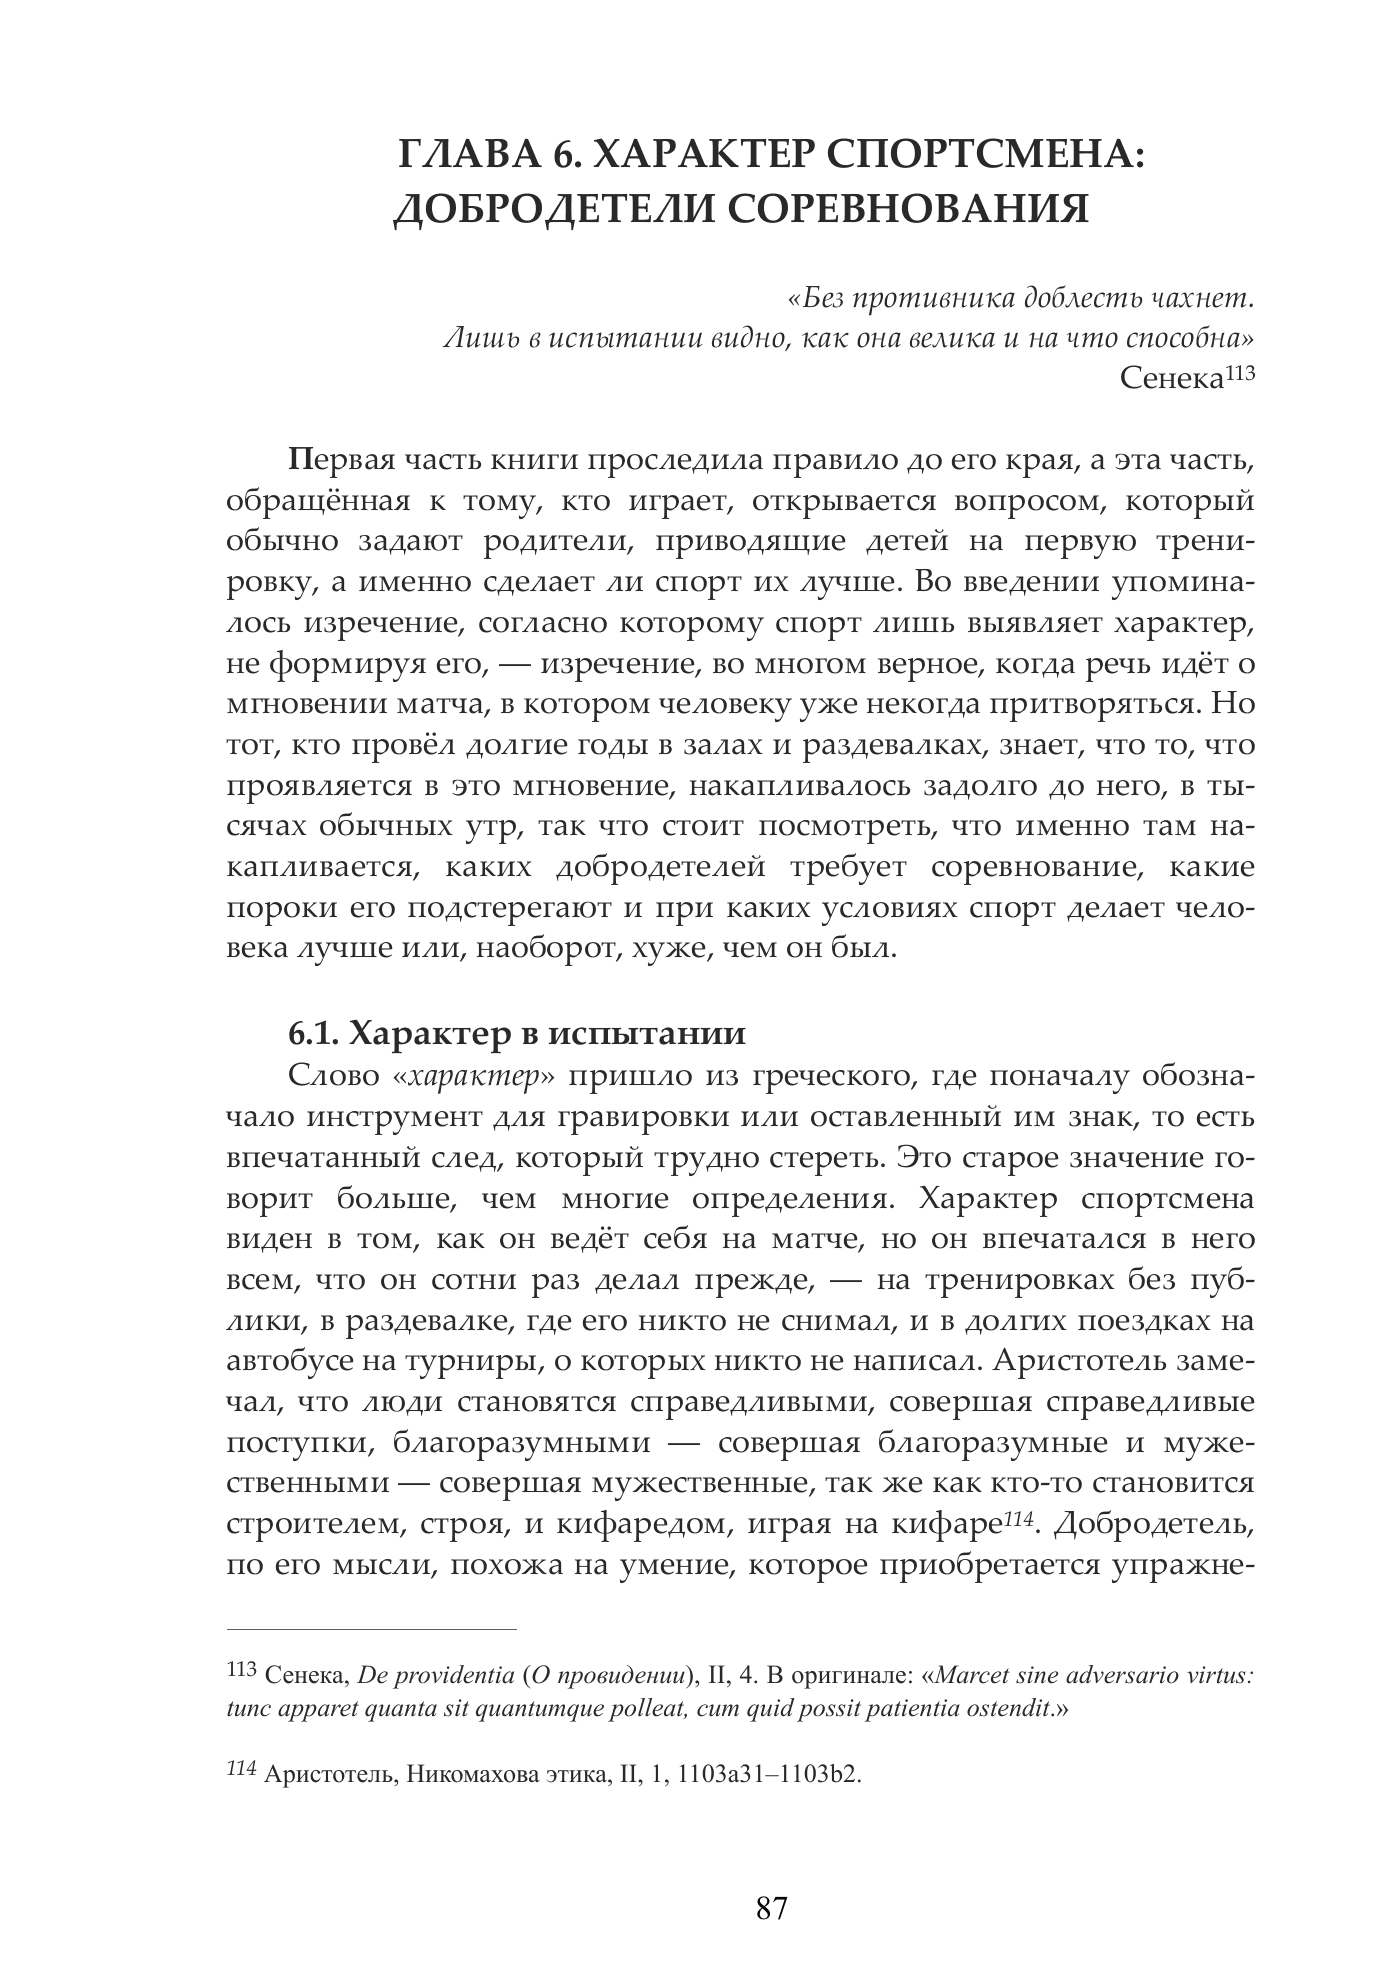 ГЛАВА 6. ХАРАКТЕР СПОРТСМЕНА:
ДОБРОДЕТЕЛИ СОРЕВНОВАНИЯ
«Без противника доблесть чахнет.
Лишь в испытании видно, как она велика и на что способна»
Сенека113
Первая часть книги проследила правило до его края, а эта часть,
обращённая к тому, кто играет, открывается вопросом, который
обычно задают родители, приводящие детей на первую трени-
ровку, а именно сделает ли спорт их лучше. Во введении упомина-
лось изречение, согласно которому спорт лишь выявляет характер,
не формируя его, — изречение, во многом верное, когда речь идёт о
мгновении матча, в котором человеку уже некогда притворяться. Но
тот, кто провёл долгие годы в залах и раздевалках, знает, что то, что
проявляется в это мгновение, накапливалось задолго до него, в ты-
сячах обычных утр, так что стоит посмотреть, что именно там на-
капливается, каких добродетелей требует соревнование, какие
пороки его подстерегают и при каких условиях спорт делает чело-
века лучше или, наоборот, хуже, чем он был.
6.1. Характер в испытании
Слово «характер» пришло из греческого, где поначалу обозна-
чало инструмент для гравировки или оставленный им знак, то есть
впечатанный след, который трудно стереть. Это старое значение го-
ворит больше, чем многие определения. Характер спортсмена
виден в том, как он ведёт себя на матче, но он впечатался в него
всем, что он сотни раз делал прежде, — на тренировках без пуб-
лики, в раздевалке, где его никто не снимал, и в долгих поездках на
автобусе на турниры, о которых никто не написал. Аристотель заме-
чал, что люди становятся справедливыми, совершая справедливые
поступки, благоразумными — совершая благоразумные и муже-
ственными — совершая мужественные, так же как кто-то становится
строителем, строя, и кифаредом, играя на кифаре114. Добродетель,
по его мысли, похожа на умение, которое приобретается упражне-
113 Сенека, De providentia (О провидении), II, 4. В оригинале: «Marcet sine adversario virtus:
tunc apparet quanta sit quantumque polleat, cum quid possit patientia ostendit.»
114 Аристотель, Никомахова этика, II, 1, 1103a31–1103b2.
87